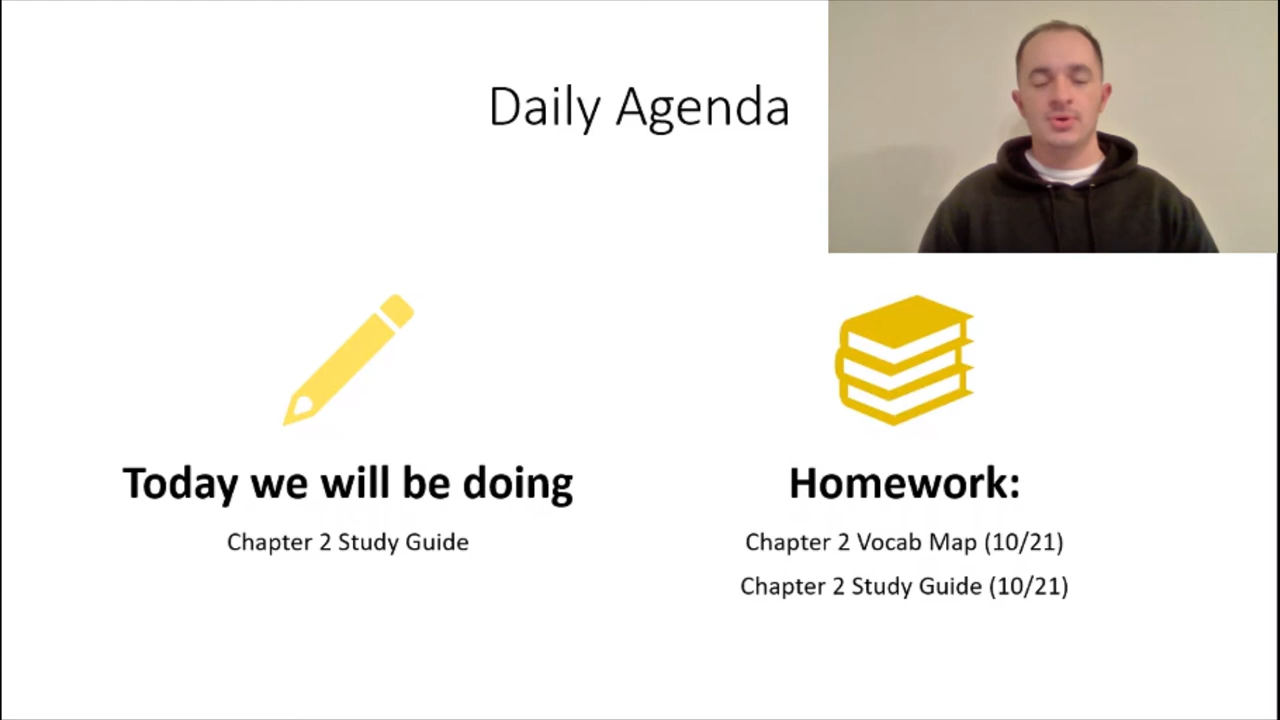 Daily Agenda
Today we will be doing
Chapter 2 Study Guide
Homework:
Chapter 2 Vocab Map (10/21)
Chapter 2 Study Guide (10/21)